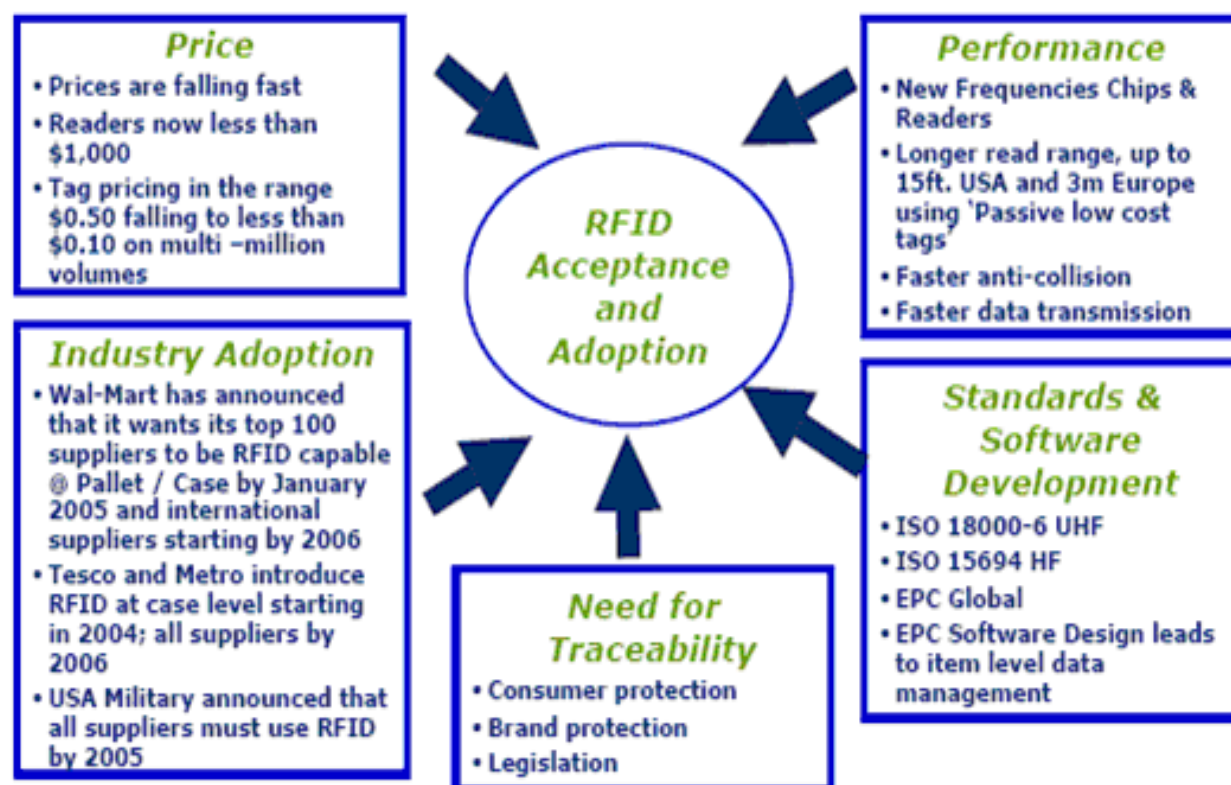 Price
• Prices are falling fast
• Readers now less than
$1,000
• Tag pricing in the range
$0.50 falling to less than
$0.10 on multi –million
volumes
Industry Adoption
• Wal-Mart has announced
that it wants its top 100
suppliers to be RFID capable
@ Pallet / Case by January
2005 and international
suppliers starting by 2006
• Tesco and Metro introduce
RFID at case level starting
in 2004; all suppliers by
2006
• USA Military announced that
all suppliers must use RFID
by 2005
RFID
Acceptance
and
Adoption
Need for
Traceability
• Consumer protection
• Brand protection
• Legislation
Performance
• New Frequencies Chips &
Readers
• Longer read range, up to
15ft. USA and 3m Europe
using ‘Passive low cost
tags’
• Faster anti-collision
• Faster data transmission
Standards &
Software
Development
• ISO 18000-6 UHF
• ISO 15694 HF
• EPC Global
• EPC Software Design leads
to item level data
management